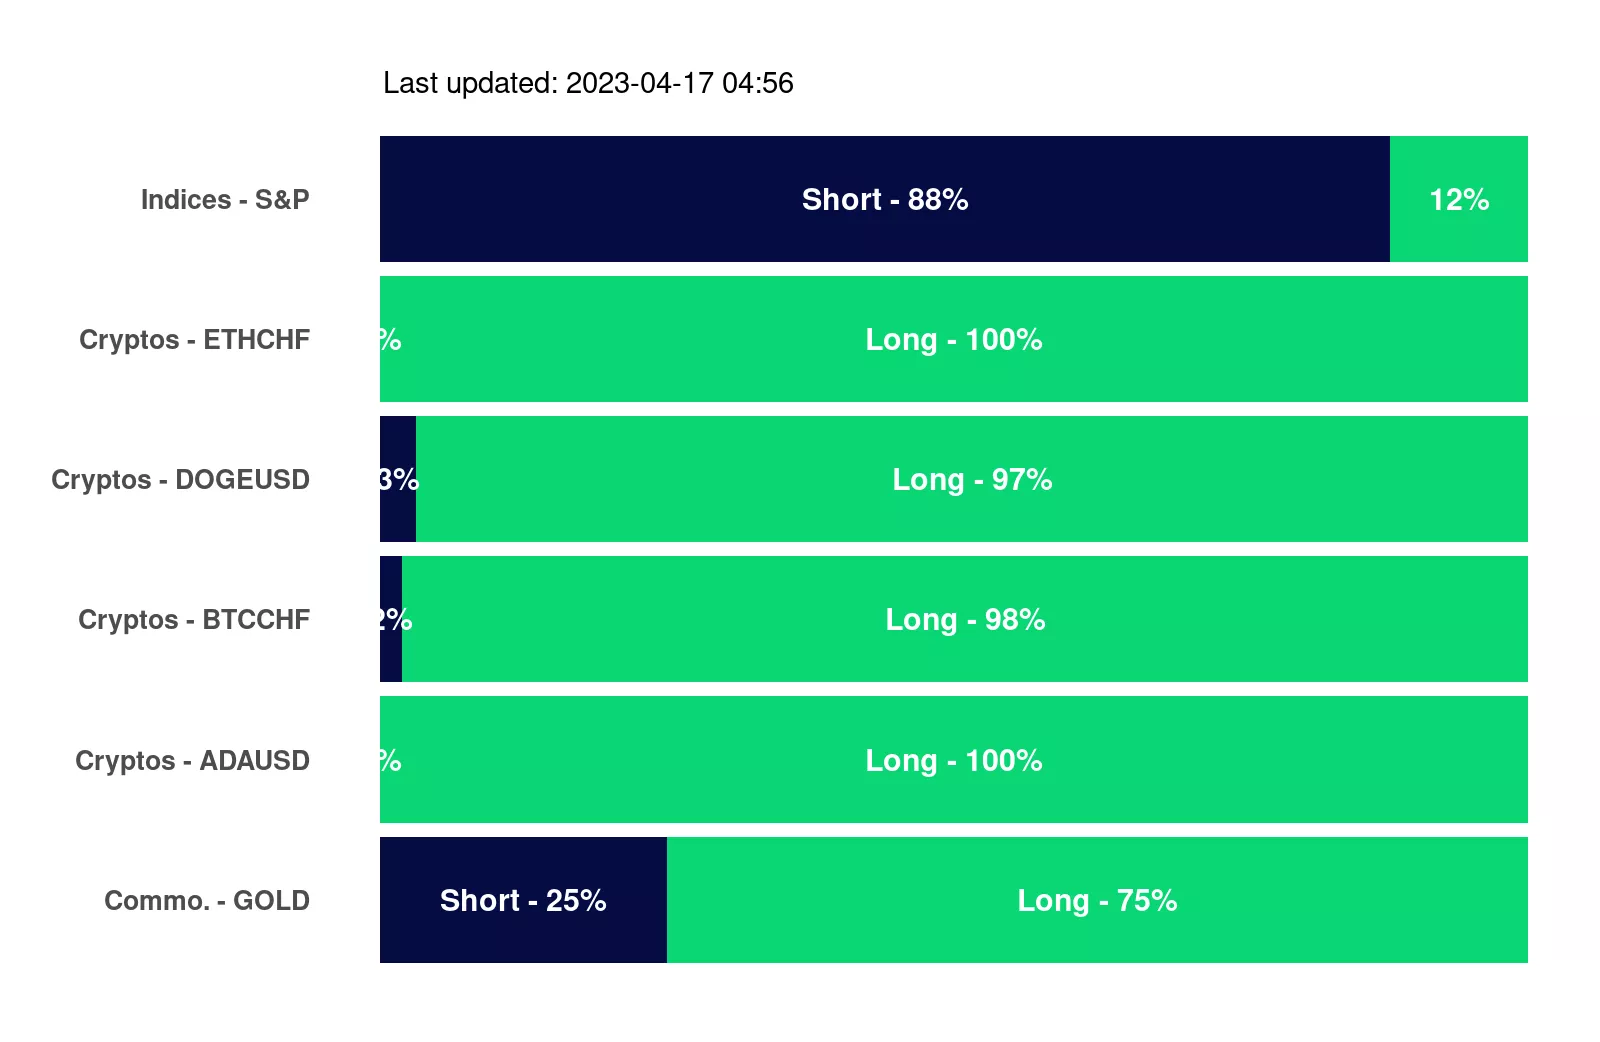 Last updated: 2023-04-17 04:56
Indices - S&P Short - 88% 12%
Cryptos - ETHCHF % Long - 100%
Cryptos - DOGEUSD 3% Long - 97%
Cryptos - BTCCHF 2% Long - 98%
Cryptos - ADAUSD % Long - 100%
Commo. - GOLD Short - 25% Long - 75%